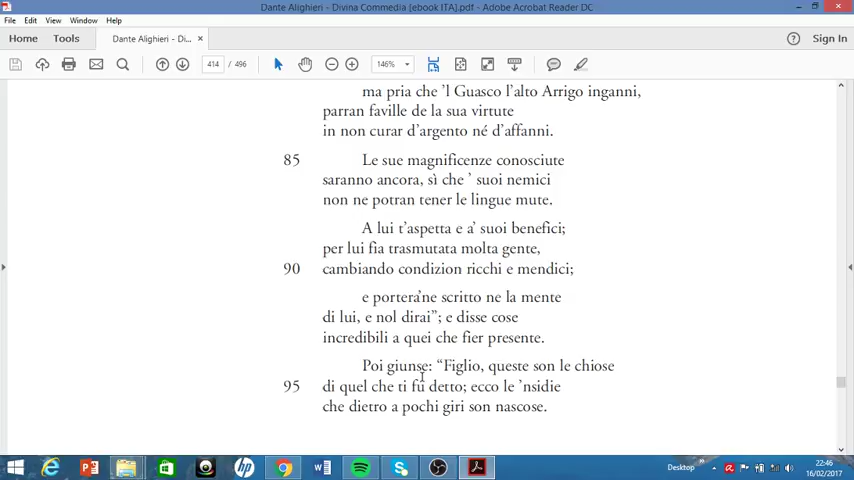 Dante Alighieri - Divina Commedia [ebook ITA].pdf - Adobe Acrobat Reader DC
File Edit View Window Help
Home Tools Dante Alighieri - Di... × Sign In
414 / 496 146%
ma pria che 'l Guasco l'alto Arrigo inganni,
parran faville de la sua virtute
in non curar d'argento né d'affanni.
85 Le sue magnificenze conosciute
saranno ancora, sì che ' suoi nemici
non ne potran tener le lingue mute.
A lui t'aspetta e a' suoi benefici;
per lui fia trasmutata molta gente,
90 cambiando condizion ricchi e mendici;
e portera'ne scritto ne la mente
di lui, e nol dirai”; e disse cose
incredibili a quei che fier presente.
Poi giunse: “Figlio, queste son le chiose
95 di quel che ti fu detto; ecco le 'nsidie
che dietro a pochi giri son nascose.
Desktop 22:46
16/02/2017